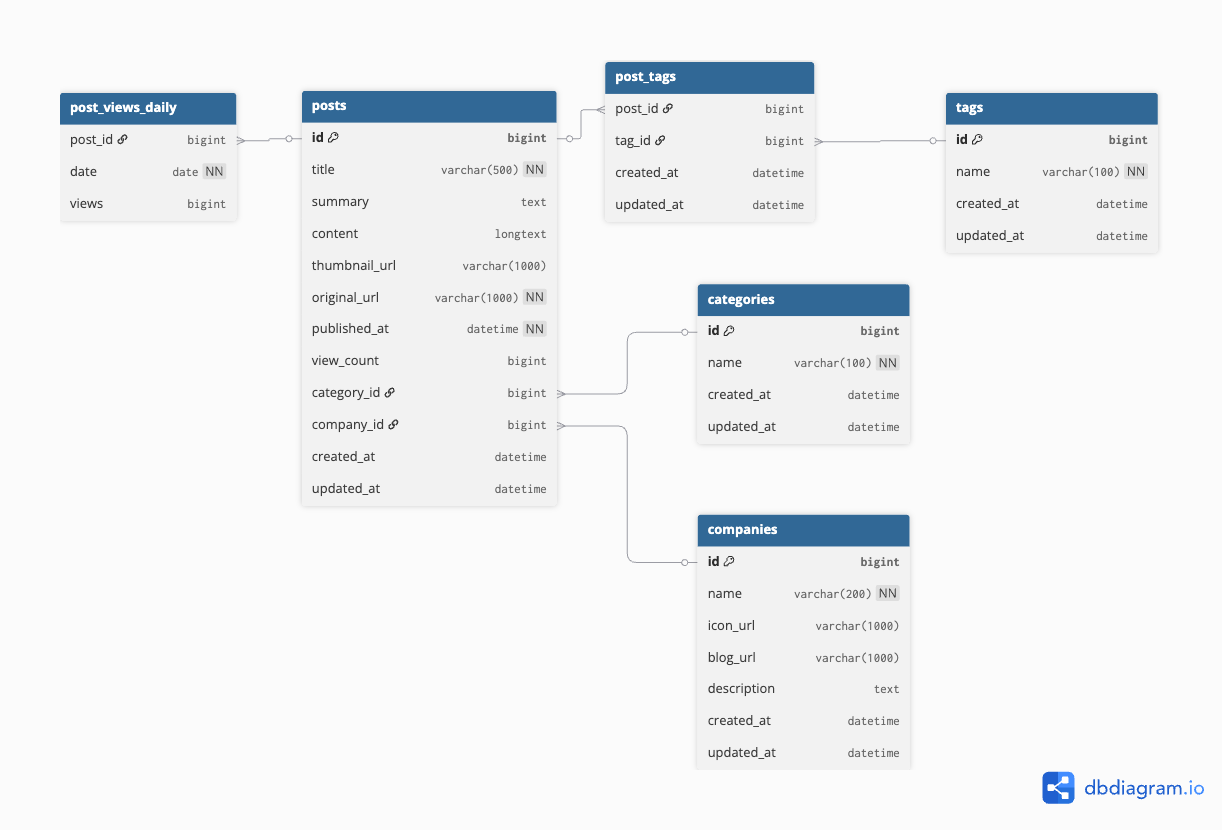 post_views_daily
post_id bigint
date date NN
views bigint
posts
id bigint
title varchar(500) NN
summary text
content longtext
thumbnail_url varchar(1000)
original_url varchar(1000) NN
published_at datetime NN
view_count bigint
category_id bigint
company_id bigint
created_at datetime
updated_at datetime
post_tags
post_id bigint
tag_id bigint
created_at datetime
updated_at datetime
tags
id bigint
name varchar(100) NN
created_at datetime
updated_at datetime
categories
id bigint
name varchar(100) NN
created_at datetime
updated_at datetime
companies
id bigint
name varchar(200) NN
icon_url varchar(1000)
blog_url varchar(1000)
description text
created_at datetime
updated_at datetime
dbdiagram.io